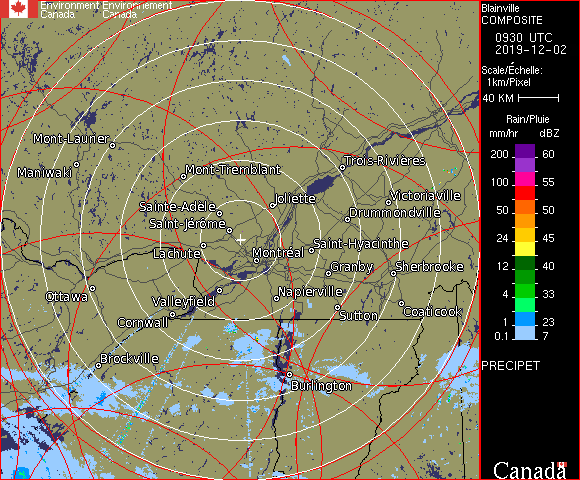 Environment Environnement
Canada Canada
Blainville
COMPOSITE
0930 UTC
2019-12-02
Scale/Échelle:
1km/Pixel
40 KM
Rain/Pluie
mm/hr dBZ
200 60
100 55
50 50
24 45
12 40
4 33
1 23
0.1 7
PRECIPET
Canada
Mont-Laurier
Maniwaki
Mont-Tremblant
Trois-Rivières
Sainte-Adèle
Joliette
Victoriaville
Saint-Jérôme
Drummondville
Lachute
Montréal
Saint-Hyacinthe
Granby
Sherbrooke
Ottawa
Valleyfield
Napierville
Cornwall
Sutton
Coaticook
Brockville
Burlington